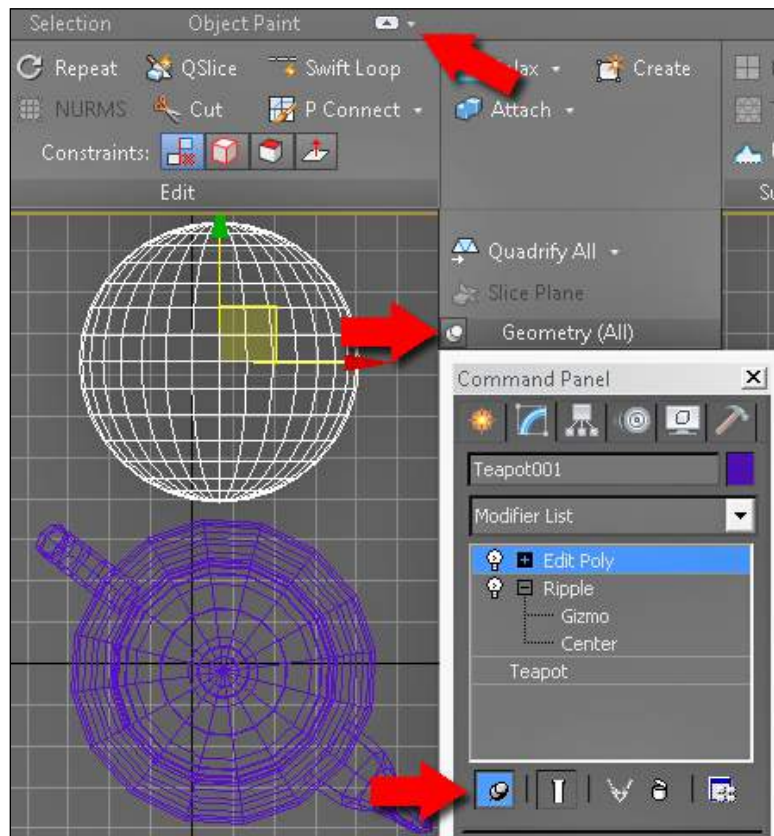 Selection Object Paint
Repeat QSlice Swift Loop Create
NURMS Cut P Connect Attach
Constraints:
Edit
Quadrify All
Slice Plane
Geometry (All)
Command Panel
Teapot001
Modifier List
Edit Poly
Ripple
Gizmo
Center
Teapot